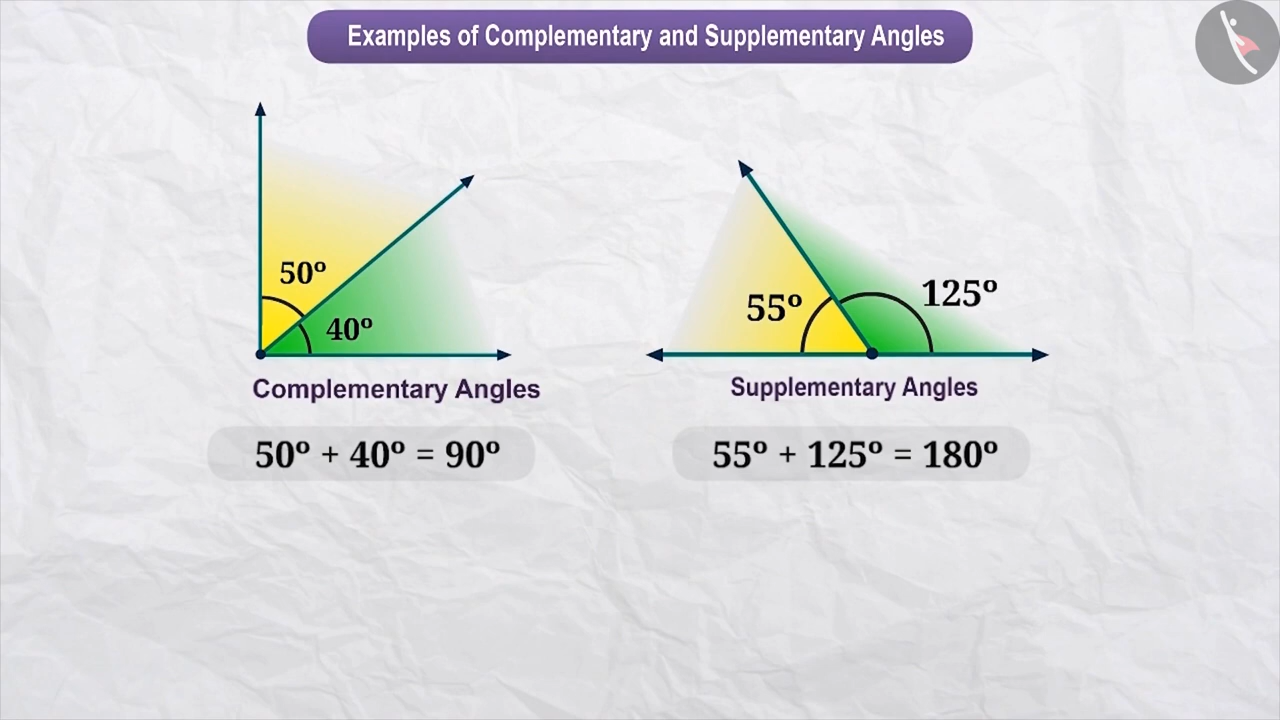 Examples of Complementary and Supplementary Angles
50º
40º
55º
125º
Complementary Angles
Supplementary Angles
50º + 40º = 90º
55º + 125º = 180º